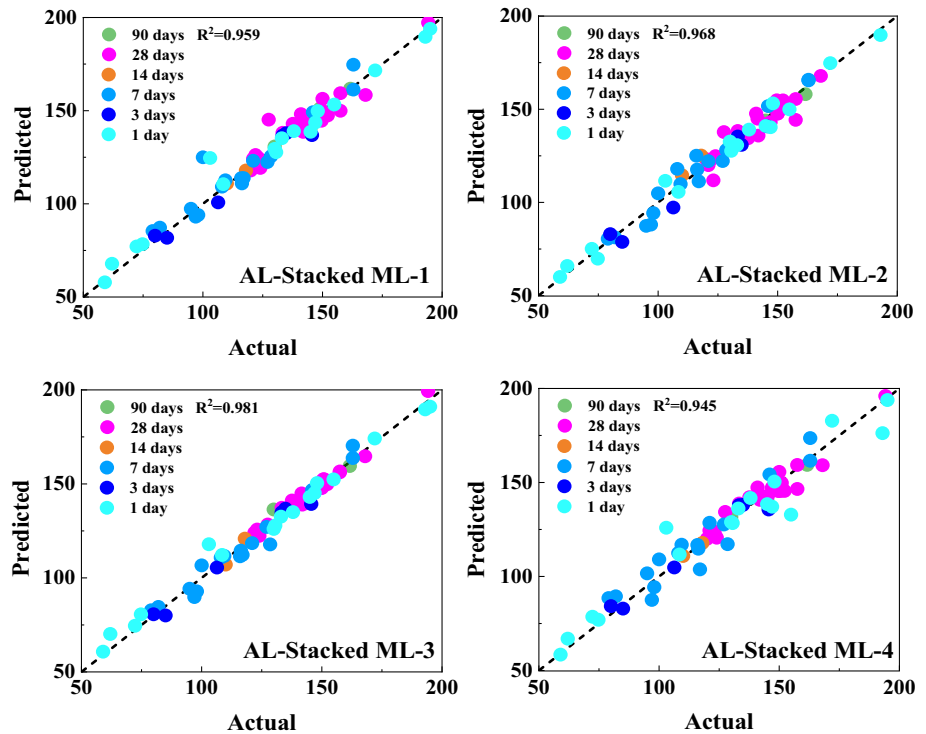 200
150
100
50
Predicted
90 days R²=0.959
28 days
14 days
7 days
3 days
1 day
AL-Stacked ML-1
50 100 150 200
Actual
200
150
100
50
Predicted
90 days R²=0.968
28 days
14 days
7 days
3 days
1 day
AL-Stacked ML-2
50 100 150 200
Actual
200
150
100
50
Predicted
90 days R²=0.981
28 days
14 days
7 days
3 days
1 day
AL-Stacked ML-3
50 100 150 200
Actual
200
150
100
50
Predicted
90 days R²=0.945
28 days
14 days
7 days
3 days
1 day
AL-Stacked ML-4
50 100 150 200
Actual